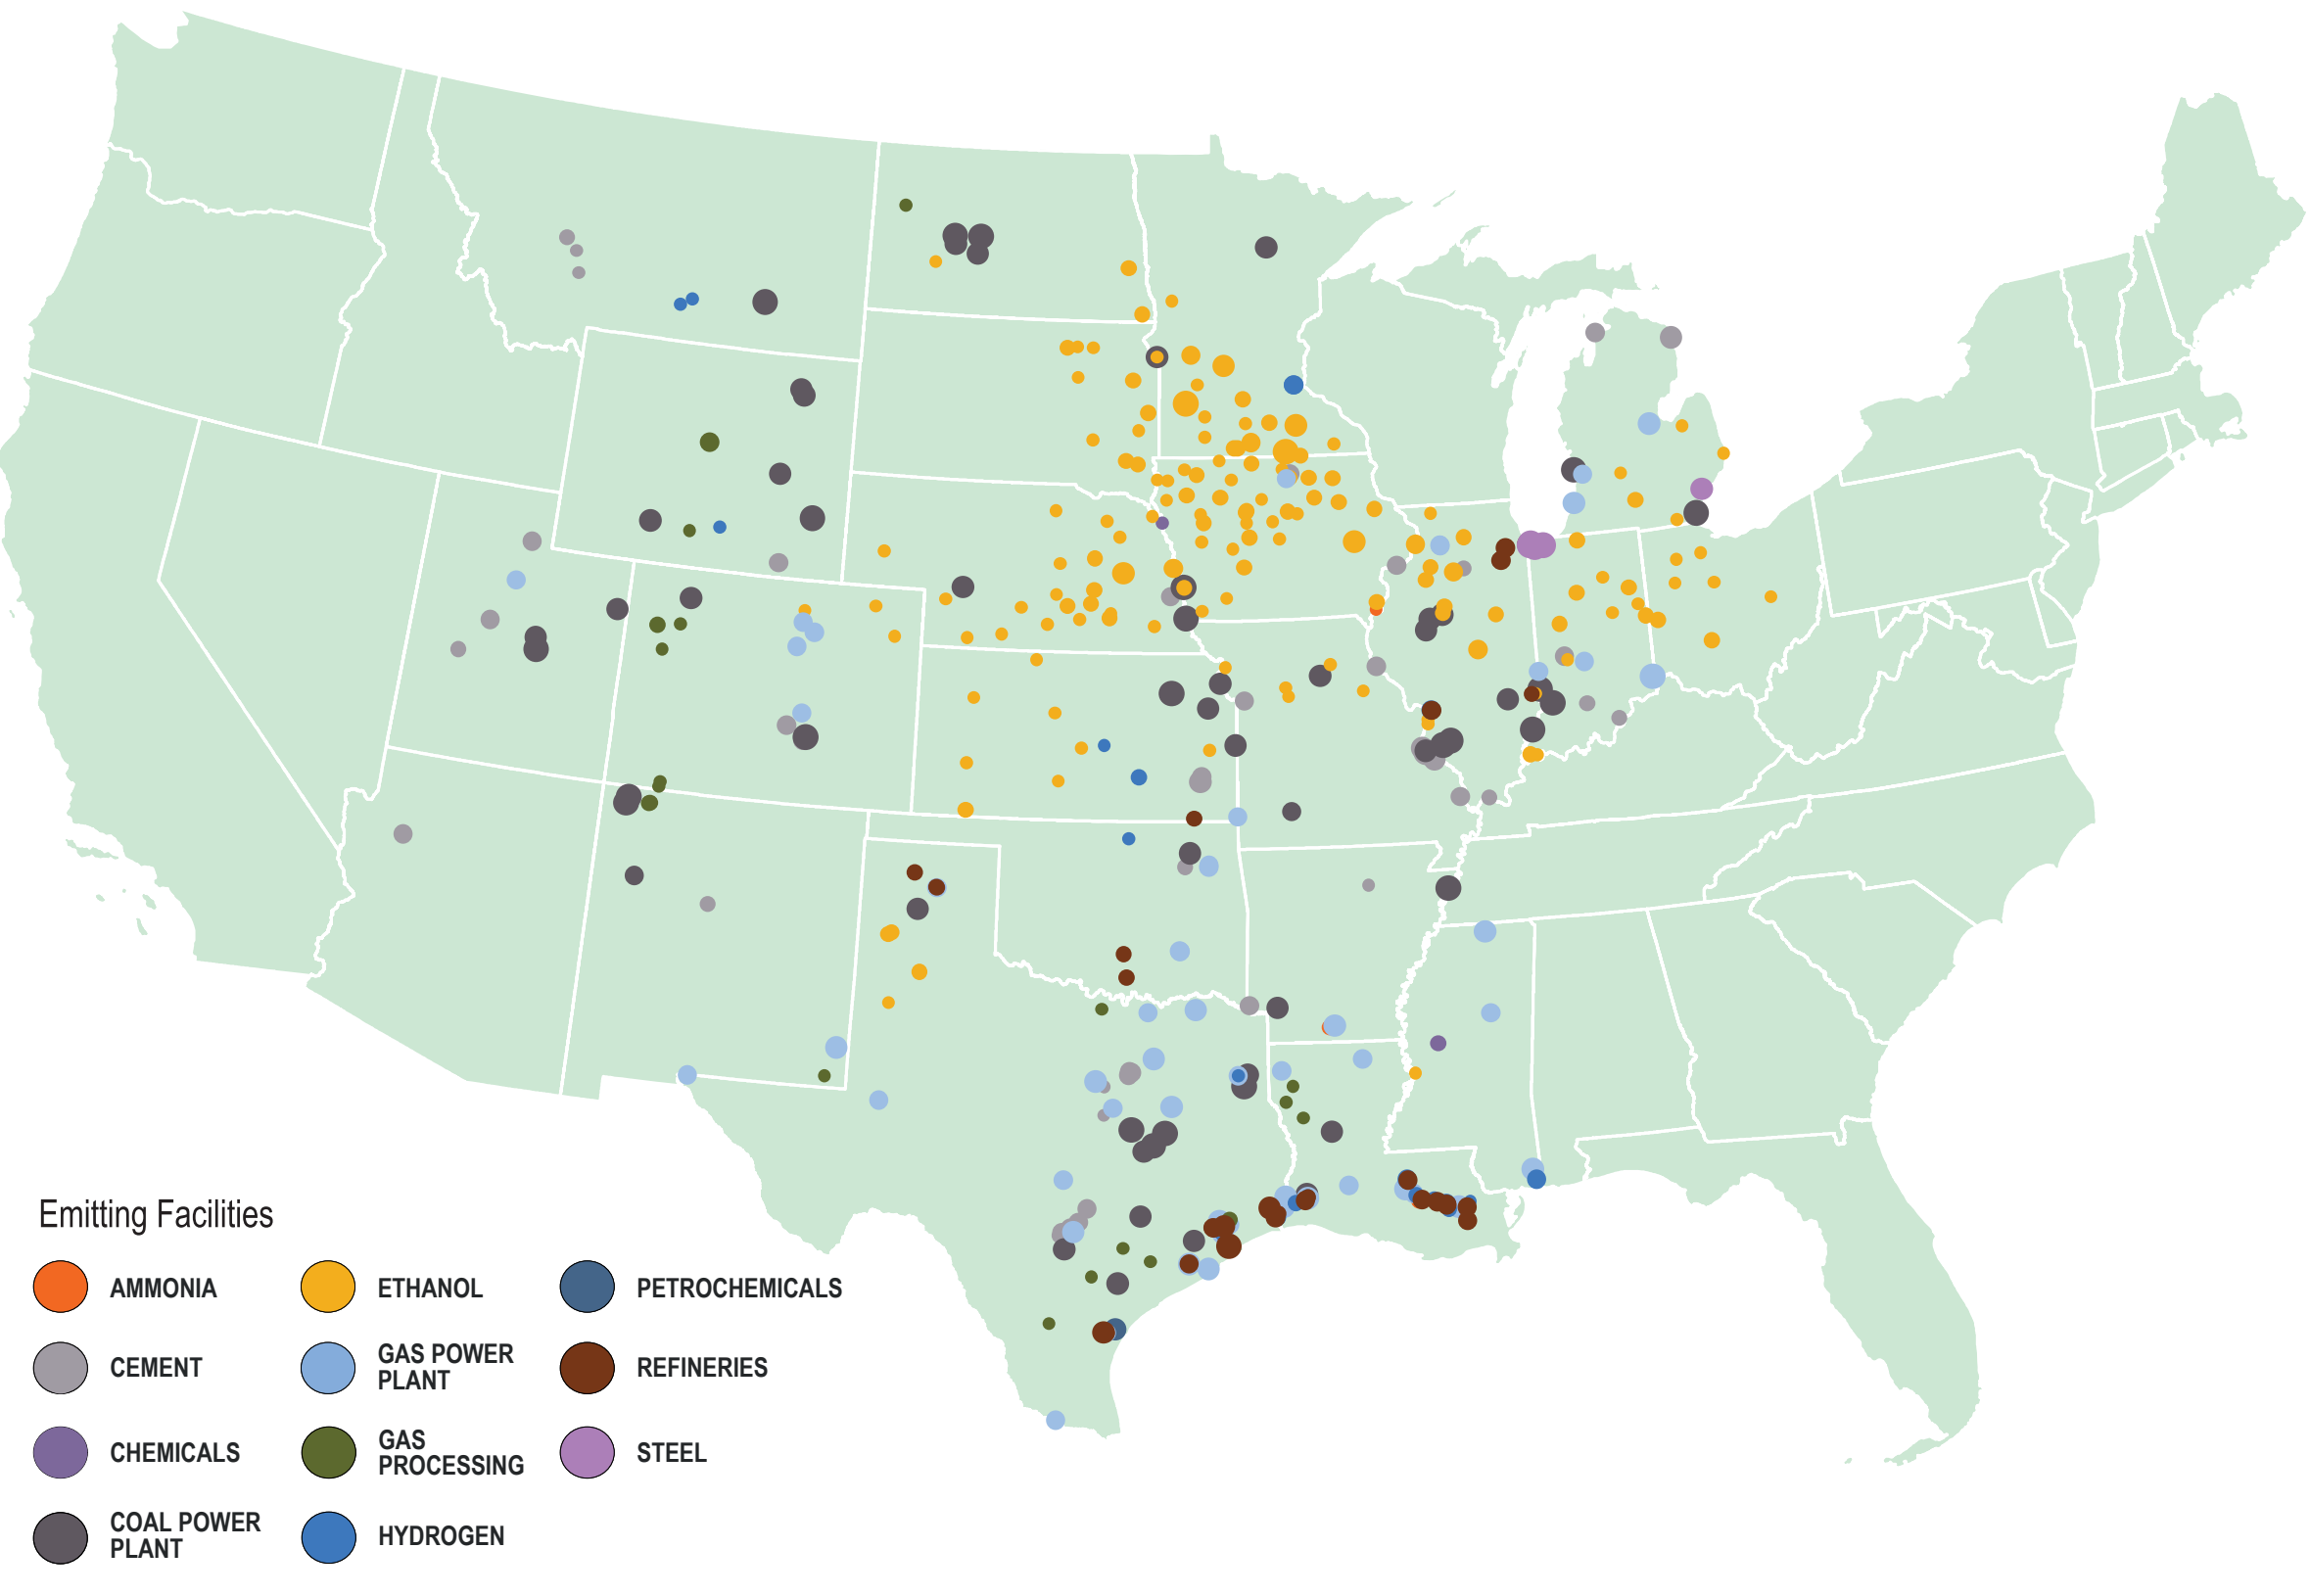 Emitting Facilities
AMMONIA
ETHANOL
PETROCHEMICALS
CEMENT
GAS POWER
PLANT
REFINERIES
CHEMICALS
GAS
PROCESSING
STEEL
COAL POWER
PLANT
HYDROGEN